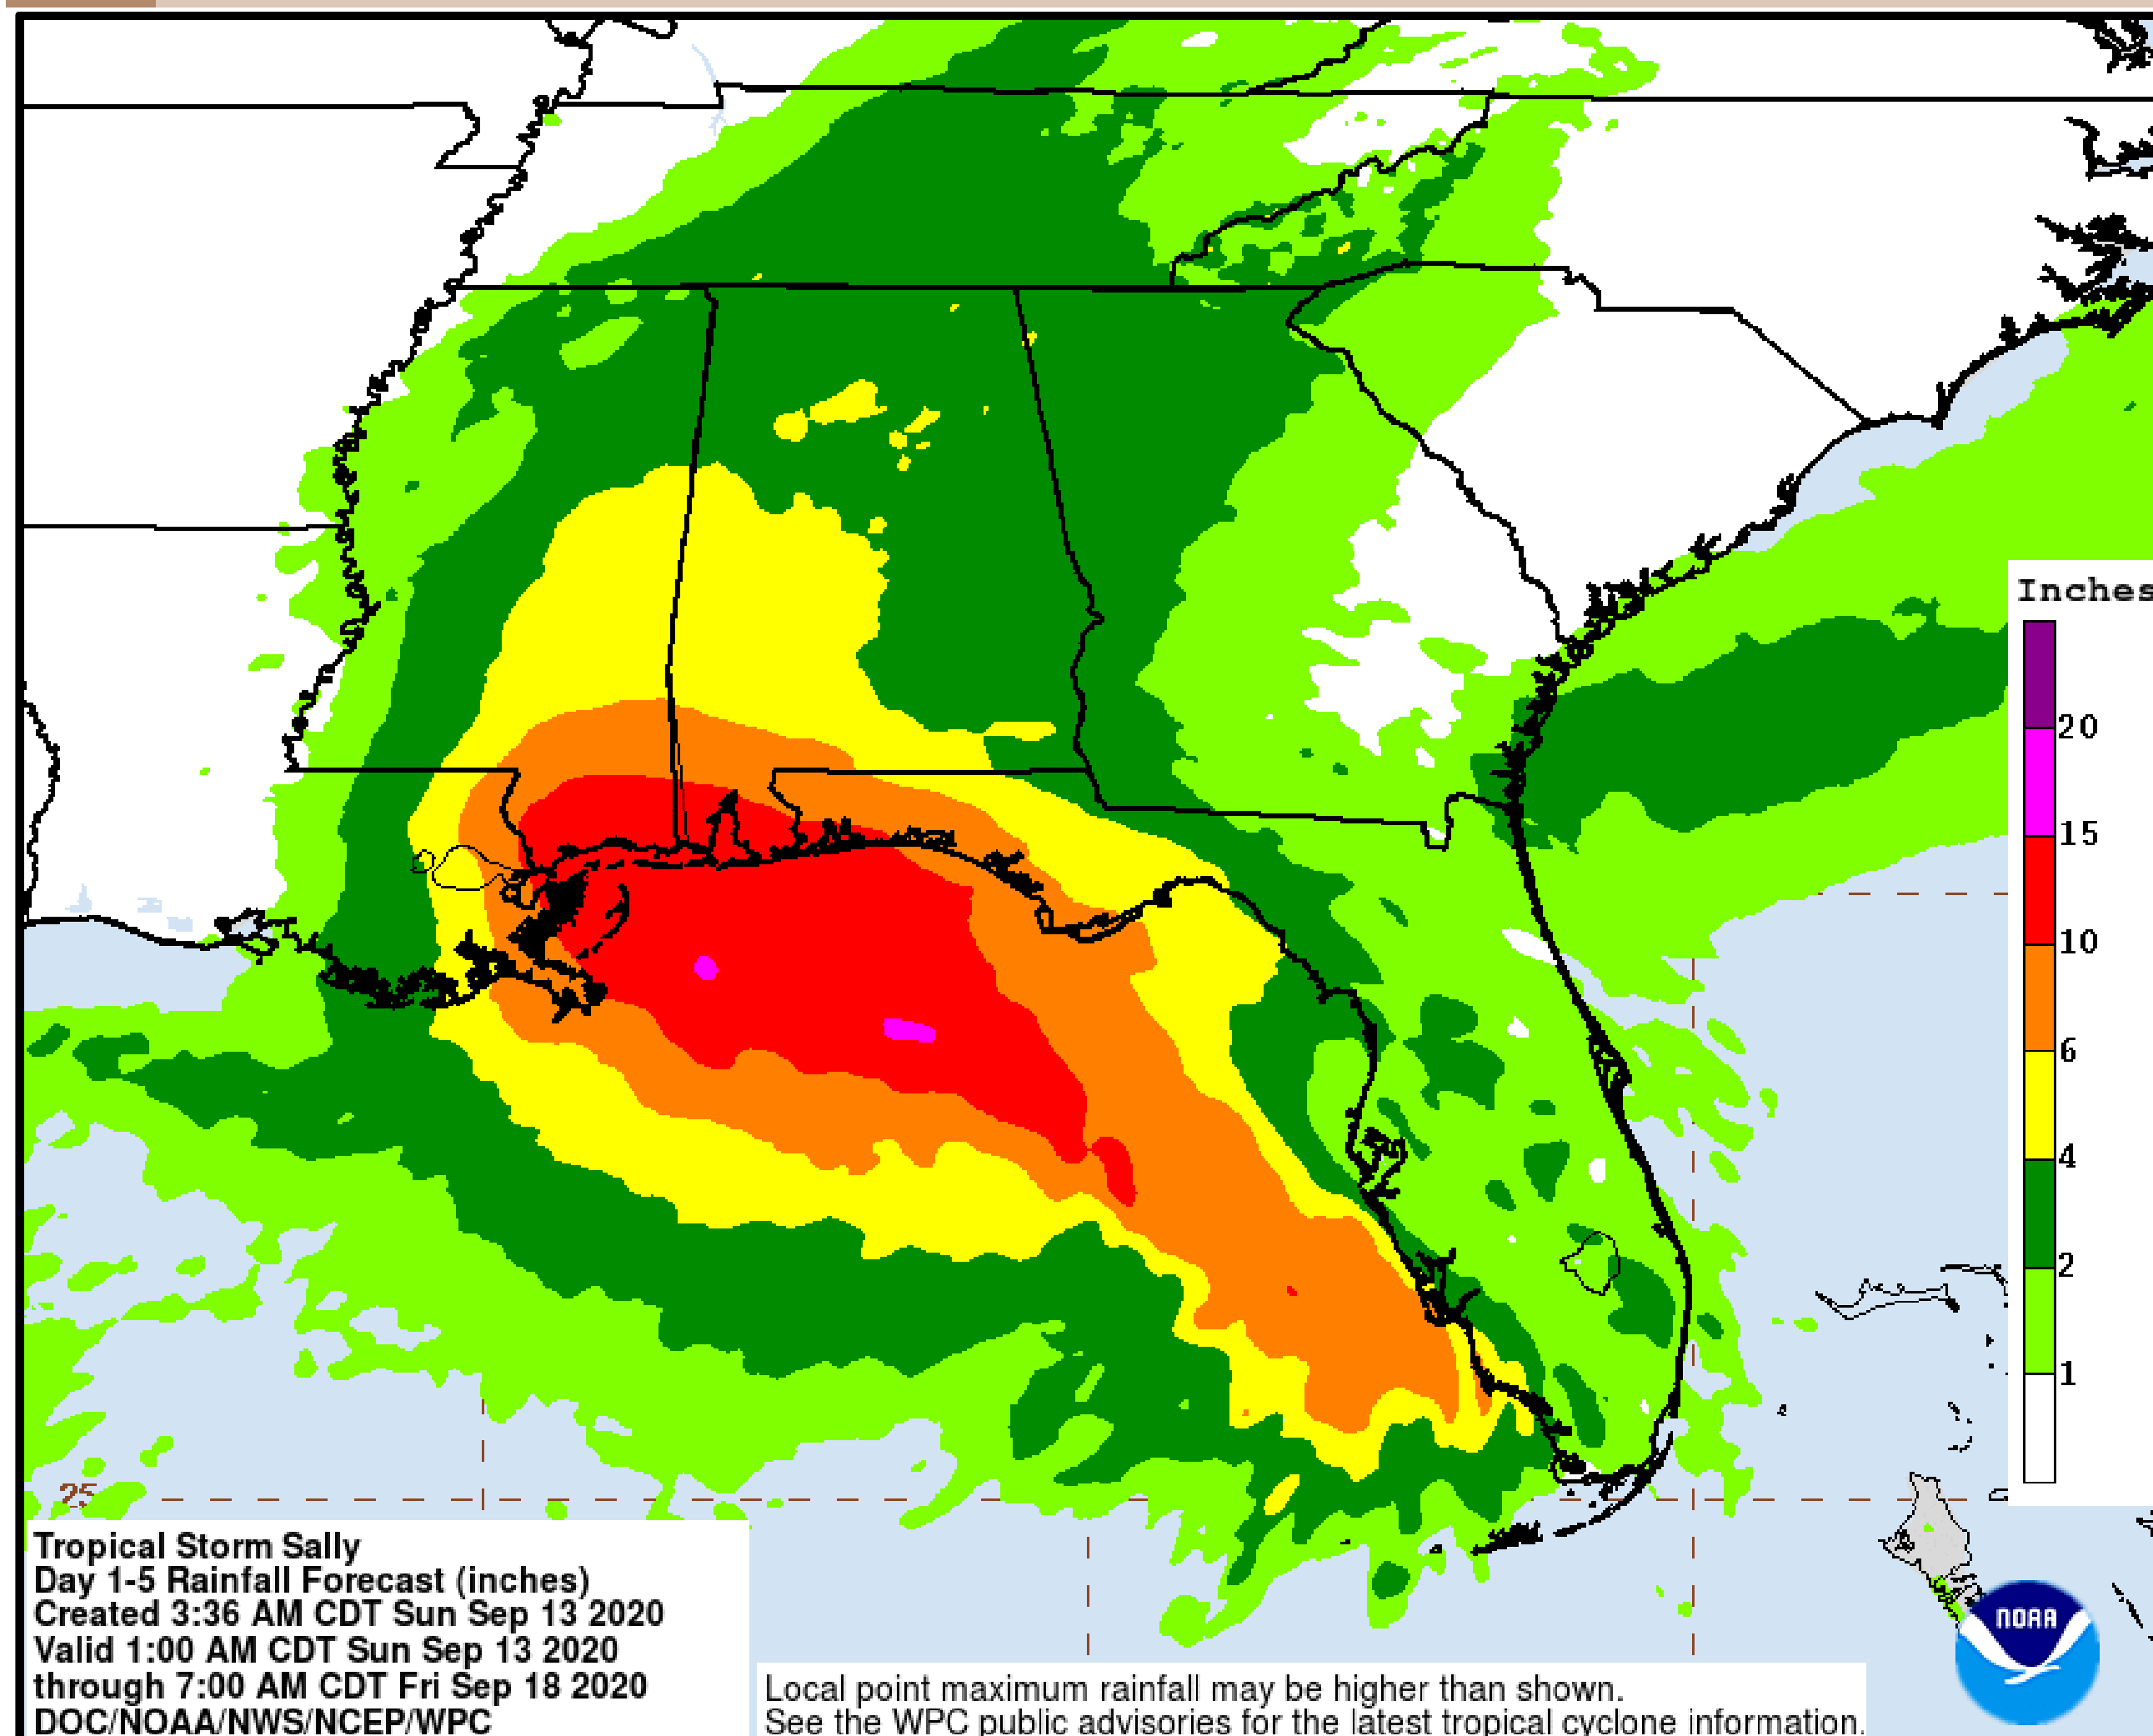 Inches
20
15
10
6
4
2
1
25
Tropical Storm Sally
Day 1-5 Rainfall Forecast (inches)
Created 3:36 AM CDT Sun Sep 13 2020
Valid 1:00 AM CDT Sun Sep 13 2020
through 7:00 AM CDT Fri Sep 18 2020
DOC/NOAA/NWS/NCEP/WPC
Local point maximum rainfall may be higher than shown.
See the WPC public advisories for the latest tropical cyclone information.
NOAA